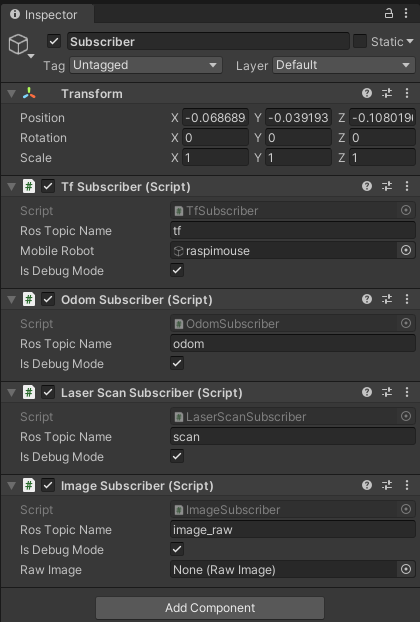 Inspector
Subscriber Static
Tag Untagged Layer Default
Transform
Position X -0.068689 Y -0.039193 Z -0.1080190
Rotation X 0 Y 0 Z 0
Scale X 1 Y 1 Z 1
# Tf Subscriber (Script)
Script # TfSubscriber
Ros Topic Name tf
Mobile Robot raspimouse
Is Debug Mode
# Odom Subscriber (Script)
Script # OdomSubscriber
Ros Topic Name odom
Is Debug Mode
# Laser Scan Subscriber (Script)
Script # LaserScanSubscriber
Ros Topic Name scan
Is Debug Mode
# Image Subscriber (Script)
Script # ImageSubscriber
Ros Topic Name image_raw
Is Debug Mode
Raw Image None (Raw Image)
Add Component